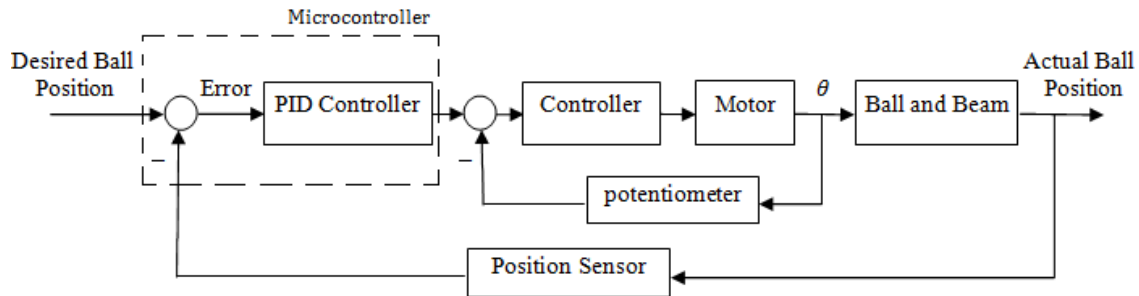 Microcontroller
Desired Ball
Position
Error
PID Controller
Controller
Motor
θ
Ball and Beam
Actual Ball
Position
−
−
potentiometer
Position Sensor